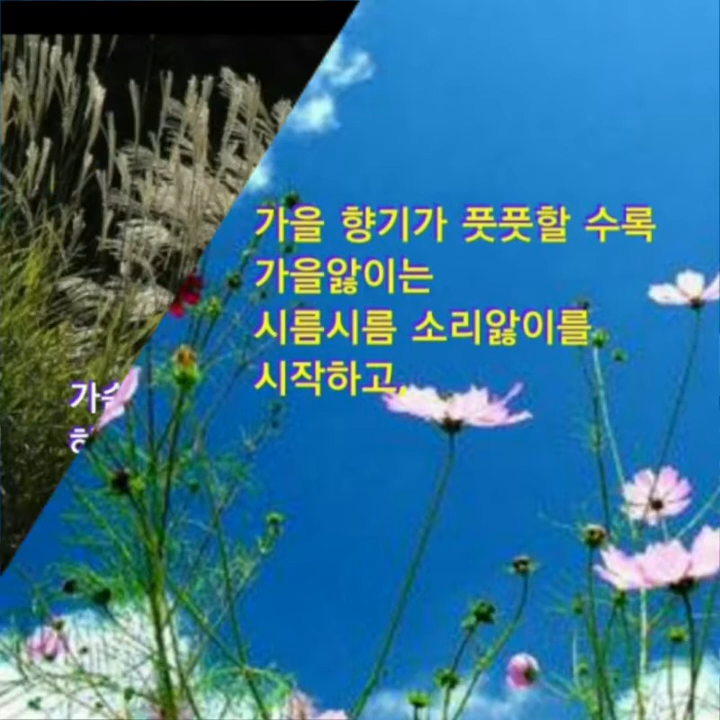 가을 향기가 풋풋할 수록
가을앓이는
시름시름 소리앓이를
시작하고,